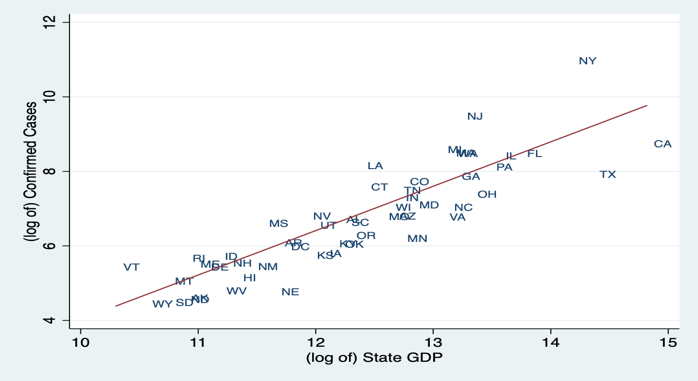 12
NY
10
NJ
CA
MI WA MA IL FL
PA
LA
8
TX
GA
CO
CT
TN
OH
IN
MD
WI
NC
NV
MO AZ
VA
AL SC
MS
UT
OR
MN
KY OK
AR
DC
6
IA
KS
ID
RI
NH
ME
DE
NM
VT
HI
MT
WV
NE
AK
ND
SD
WY
4
10 11 12 13 14 15
(log of) Confirmed Cases
(log of) State GDP